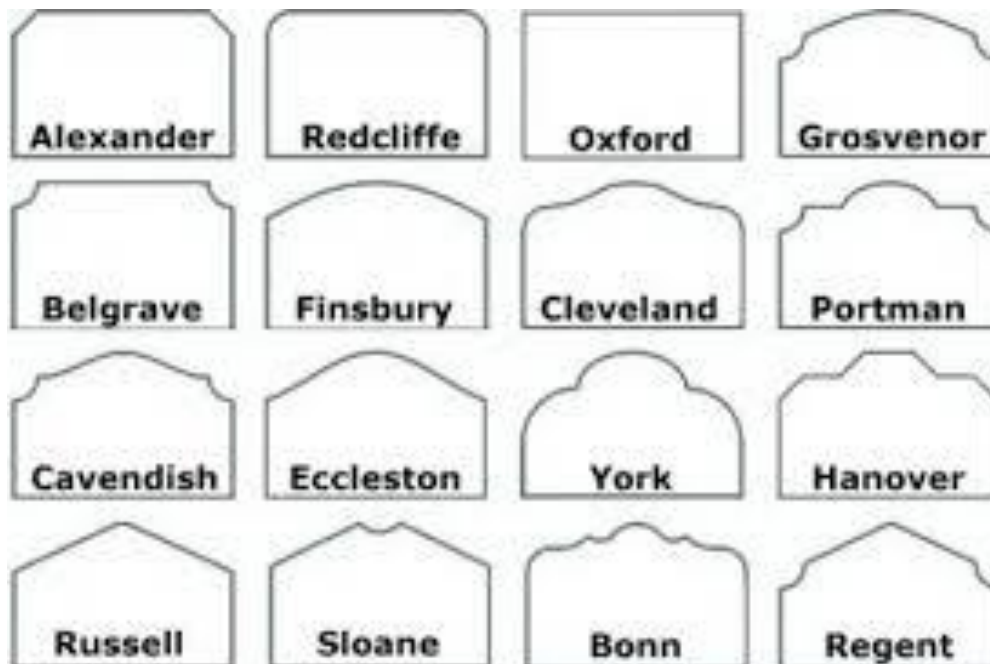 Alexander Redcliffe Oxford Grosvenor
Belgrave Finsbury Cleveland Portman
Cavendish Eccleston York Hanover
Russell Sloane Bonn Regent